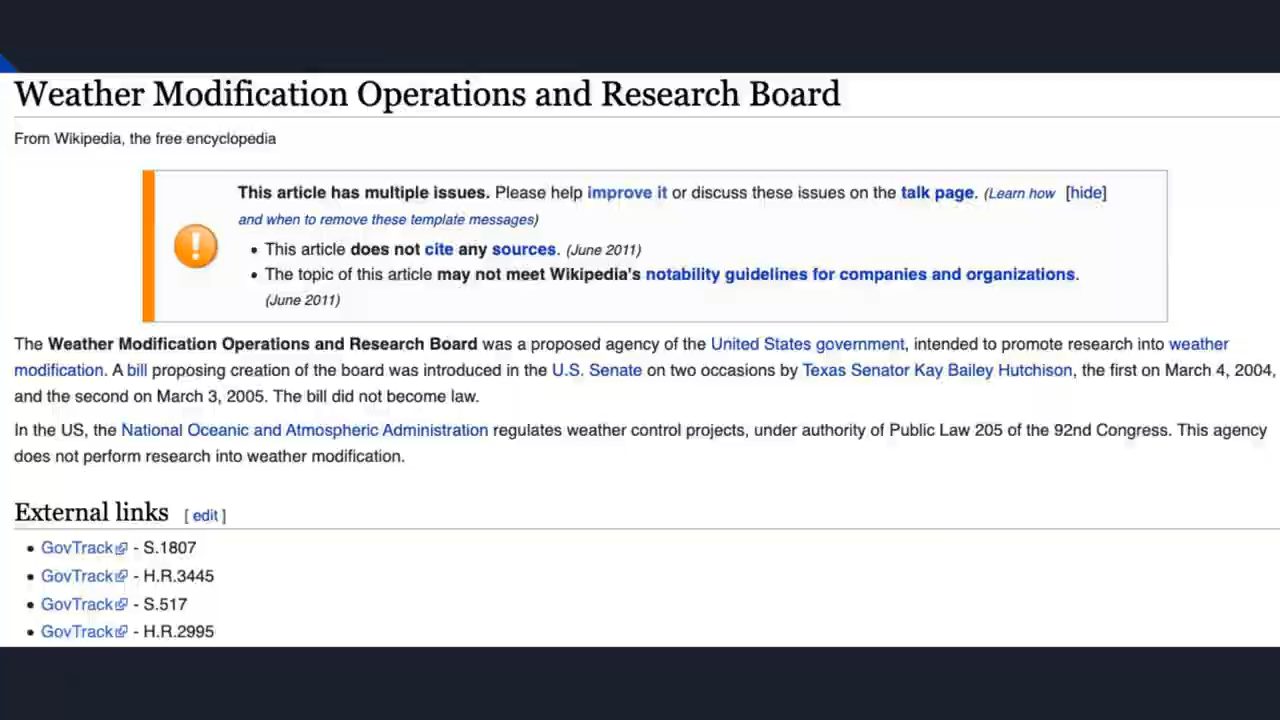 Weather Modification Operations and Research Board
From Wikipedia, the free encyclopedia
This article has multiple issues. Please help improve it or discuss these issues on the talk page. (Learn how [hide]
and when to remove these template messages)
• This article does not cite any sources. (June 2011)
• The topic of this article may not meet Wikipedia's notability guidelines for companies and organizations.
(June 2011)
The Weather Modification Operations and Research Board was a proposed agency of the United States government, intended to promote research into weather
modification. A bill proposing creation of the board was introduced in the U.S. Senate on two occasions by Texas Senator Kay Bailey Hutchison, the first on March 4, 2004,
and the second on March 3, 2005. The bill did not become law.
In the US, the National Oceanic and Atmospheric Administration regulates weather control projects, under authority of Public Law 205 of the 92nd Congress. This agency
does not perform research into weather modification.
External links [ edit ]
• GovTrack - S.1807
• GovTrack - H.R.3445
• GovTrack - S.517
• GovTrack - H.R.2995